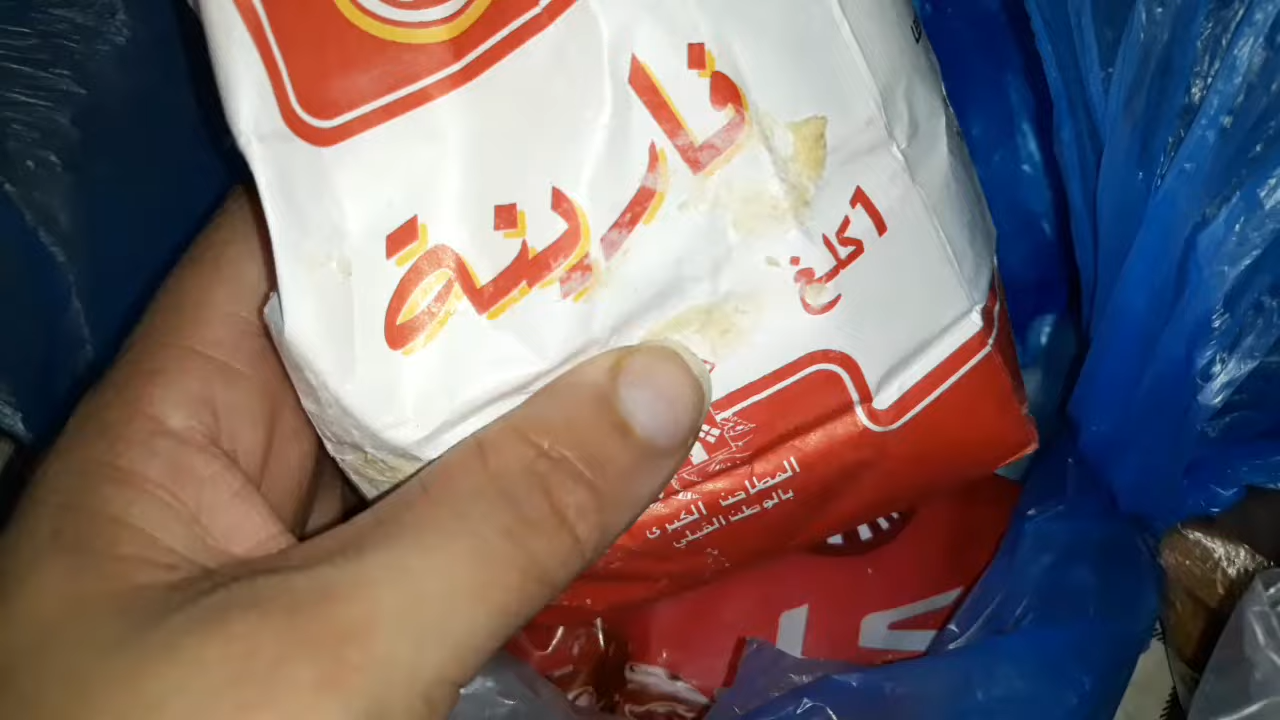 فارينة
1 كلغ
المطاحن الكبرى
بالوطن القبلي